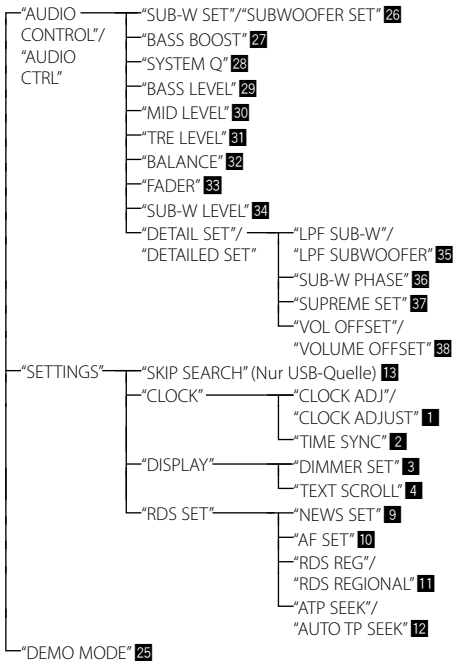 “AUDIO CONTROL”/
“AUDIO CTRL”
“SUB-W SET”/“SUBWOOFER SET” 26
“BASS BOOST” 27
“SYSTEM Q” 28
“BASS LEVEL” 29
“MID LEVEL” 30
“TRE LEVEL” 31
“BALANCE” 32
“FADER” 33
“SUB-W LEVEL” 34
“DETAIL SET”/
“DETAILED SET”
“LPF SUB-W”/
“LPF SUBWOOFER” 35
“SUB-W PHASE” 36
“SUPREME SET” 37
“VOL OFFSET”/
“VOLUME OFFSET” 38
“SETTINGS”
“SKIP SEARCH” (Nur USB-Quelle) 13
“CLOCK”
“CLOCK ADJ”/
“CLOCK ADJUST” 1
“TIME SYNC” 2
“DISPLAY”
“DIMMER SET” 3
“TEXT SCROLL” 4
“RDS SET”
“NEWS SET” 9
“AF SET” 10
“RDS REG”/
“RDS REGIONAL” 11
“ATP SEEK”/
“AUTO TP SEEK” 12
“DEMO MODE” 25